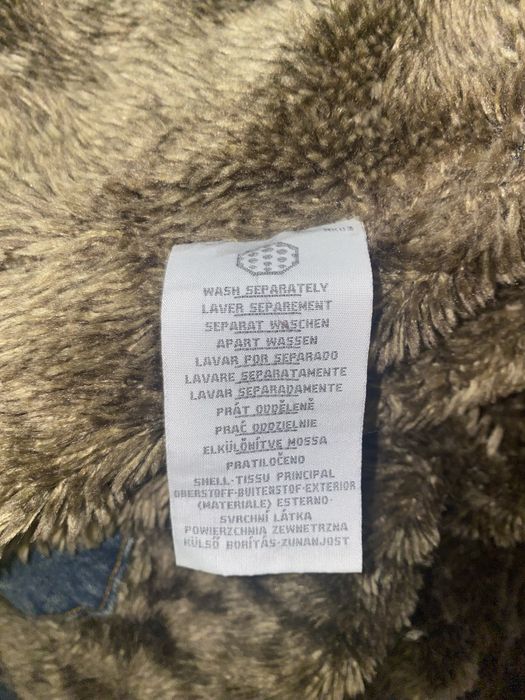 WASH SEPARATELY
LAVER SEPAREMENT
SEPARAT WASCHEN
APART WASSEN
LAVAR POR SEPARADO
LAVARE SEPARATAMENTE
LAVAR SEPARADAMENTE
PRÁT ODDĚLENĚ
PRAĆ ODDZIELNIE
ELKÜLÖNÍTVE MOSSA
PRATILOČENO
SHELL·TISSU PRINCIPAL
OBERSTOFF·BUITENSTOF·EXTERIOR
(MATERIALE) ESTERNO·
SVRCHNÍ LÁTKA
POWIERZCHNIA ZEWNETRZNA
KÜLSŐ BORÍTÁS·ZUNANJOST